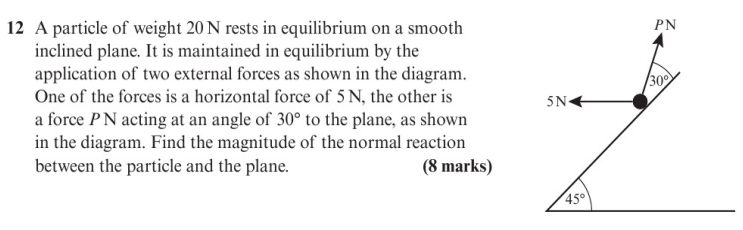 12 A particle of weight 20 N rests in equilibrium on a smooth
inclined plane. It is maintained in equilibrium by the
application of two external forces as shown in the diagram.
One of the forces is a horizontal force of 5 N, the other is
a force P N acting at an angle of 30° to the plane, as shown
in the diagram. Find the magnitude of the normal reaction
between the particle and the plane. (8 marks)
P N
30°
5 N
45°